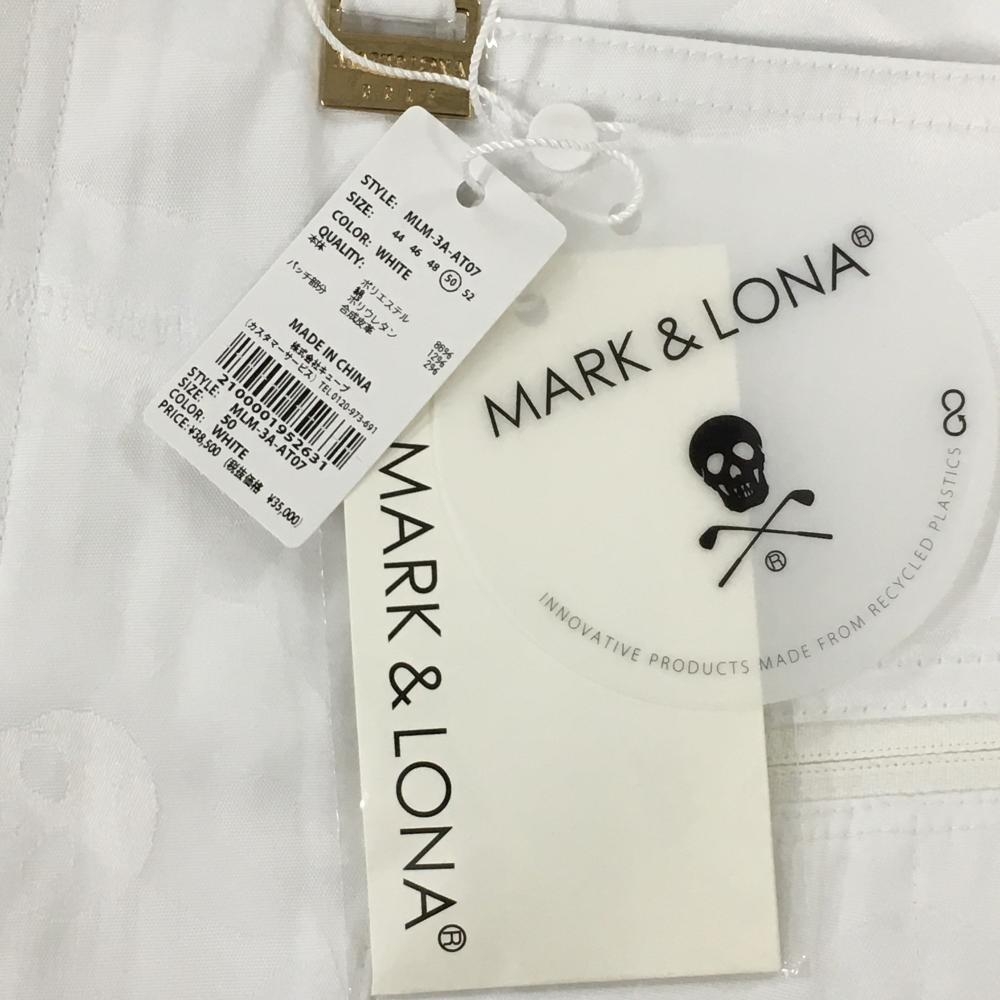 STYLE: MLM-3A-AT07
SIZE: 44 46 48 50 52
COLOR: WHITE
QUALITY:
本体 ポリエステル 86%
綿 12%
ポリウレタン 2%
パッチ部分 合成皮革
MADE IN CHINA
株式会社キューブ
(カスタマーサービス) TEL0120-973-691
2100001952631
STYLE: MLM-3A-AT07
SIZE: 50
COLOR: WHITE
PRICE: ¥38,500 (税抜価格 ¥35,000)
MARK & LONA®
MARK & LONA®
®
INNOVATIVE PRODUCTS MADE FROM RECYCLED PLASTICS